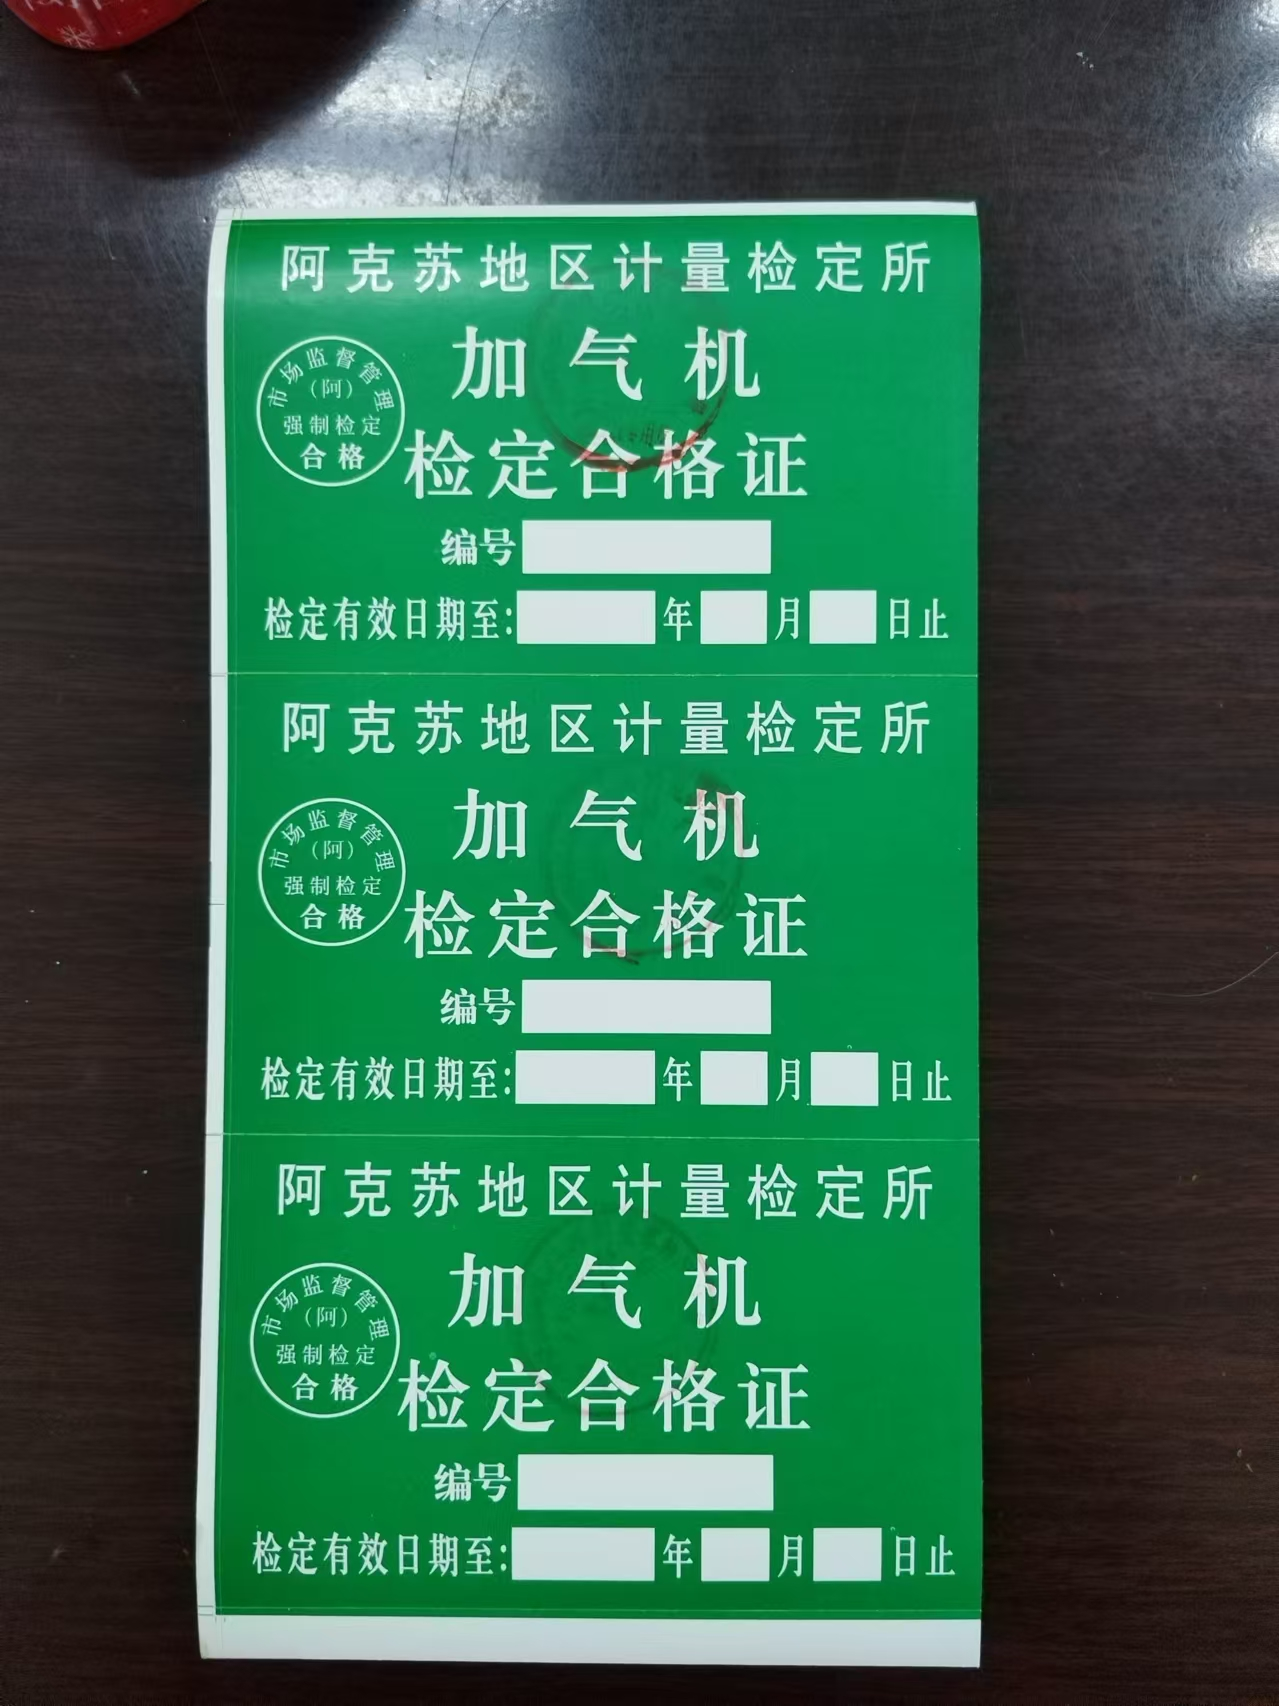 阿克苏地区计量检定所
加气机
市场监督管理
（阿）
强制检定
合格
检定合格证
编号
检定有效日期至: 年 月 日止
阿克苏地区计量检定所
加气机
市场监督管理
（阿）
强制检定
合格
检定合格证
编号
检定有效日期至: 年 月 日止
阿克苏地区计量检定所
加气机
市场监督管理
（阿）
强制检定
合格
检定合格证
编号
检定有效日期至: 年 月 日止